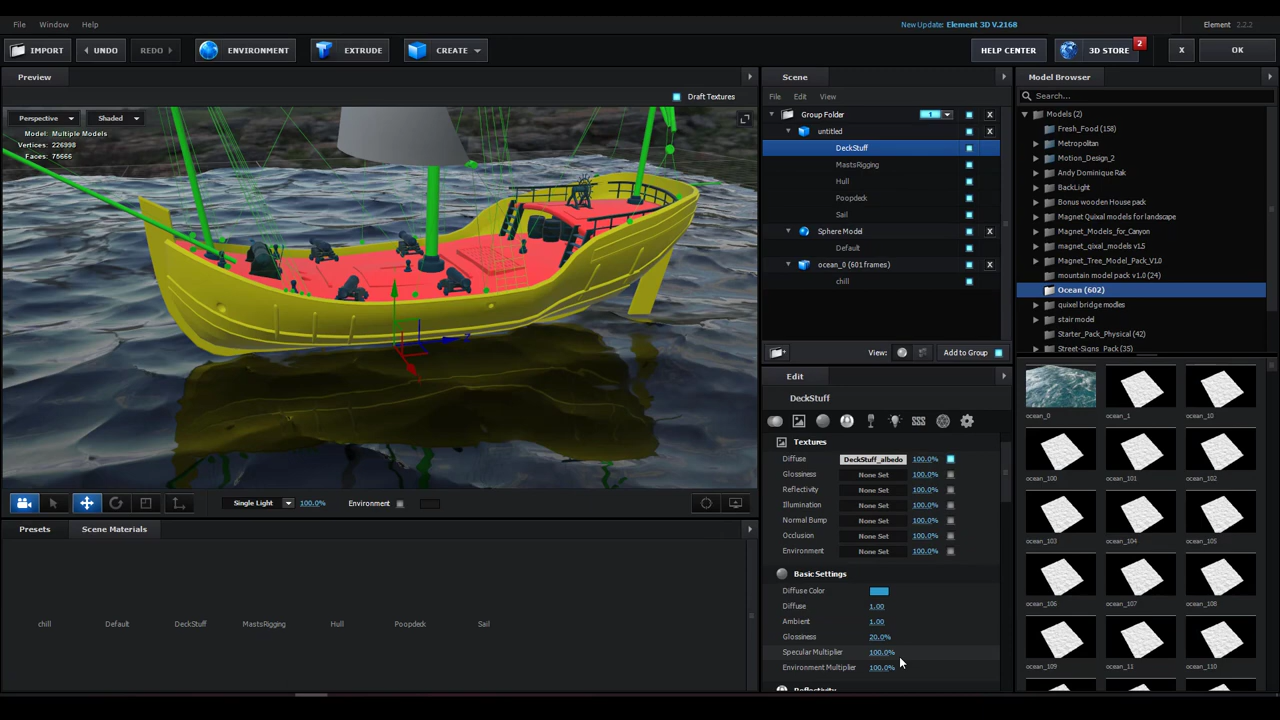 File Window Help New Update: Element 3D V.2168 Element 2.2.2
IMPORT UNDO REDO ENVIRONMENT EXTRUDE CREATE HELP CENTER 3D STORE 2 X OK
Preview
Draft Textures
Perspective Shaded
Model: Multiple Models
Vertices: 226998
Faces: 75666
Single Light 100.0% Environment
Presets Scene Materials
chill Default DeckStuff MastsRigging Hull Poopdeck Sail
Scene
File Edit View
Group Folder 1 X
untitled X
DeckStuff
MastsRigging
Hull
Poopdeck
Sail
Sphere Model X
Default
ocean_0 (601 frames) X
chill
View: Add to Group
Edit
DeckStuff
Textures
Diffuse DeckStuff_albedo 100.0%
Glossiness None Set 100.0%
Reflectivity None Set 100.0%
Illumination None Set 100.0%
Normal Bump None Set 100.0%
Occlusion None Set 100.0%
Environment None Set 100.0%
Basic Settings
Diffuse Color
Diffuse 1.00
Ambient 1.00
Glossiness 20.0%
Specular Multiplier 100.0%
Environment Multiplier 100.0%
Reflectivity
Model Browser
Search...
Models (2)
Fresh_Food (158)
Metropolitan
Motion_Design_2
Andy Dominique Rak
BackLight
Bonus wooden House pack
Magnet Quixal models for landscape
Magnet_Models_for_Canyon
magnet_qixal_models v1.5
Magnet_Tree_Model_Pack_V1.0
mountain model pack v1.0 (24)
Ocean (602)
quixel bridge modles
stair model
Starter_Pack_Physical (42)
Street-Signs_Pack (35)
ocean_0 ocean_1 ocean_10
ocean_100 ocean_101 ocean_102
ocean_103 ocean_104 ocean_105
ocean_106 ocean_107 ocean_108
ocean_109 ocean_11 ocean_110